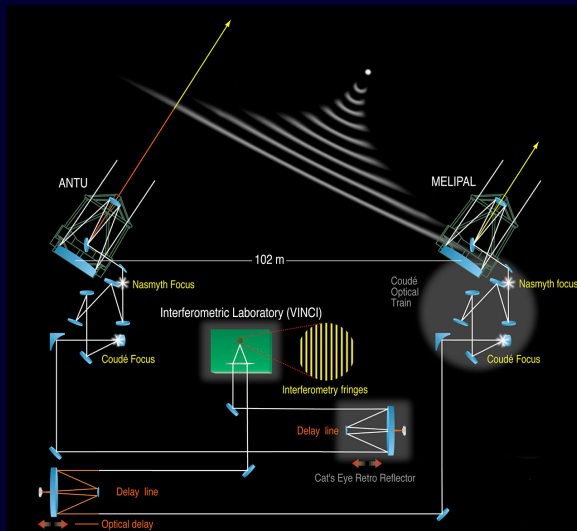 ANTU
MELIPAL
102 m
Nasmyth Focus
Coudé
Optical
Train
Nasmyth focus
Interferometric Laboratory (VINCI)
Coudé Focus
Coudé Focus
Interferometry fringes
Delay line
Cat's Eye Retro Reflector
Delay line
Optical delay